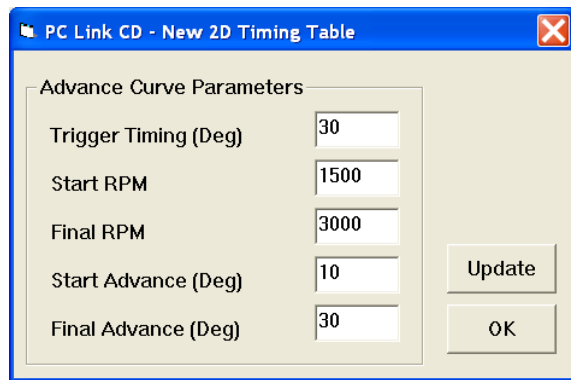 PC Link CD - New 2D Timing Table
Advance Curve Parameters
Trigger Timing (Deg) 30
Start RPM 1500
Final RPM 3000
Start Advance (Deg) 10
Final Advance (Deg) 30
Update
OK